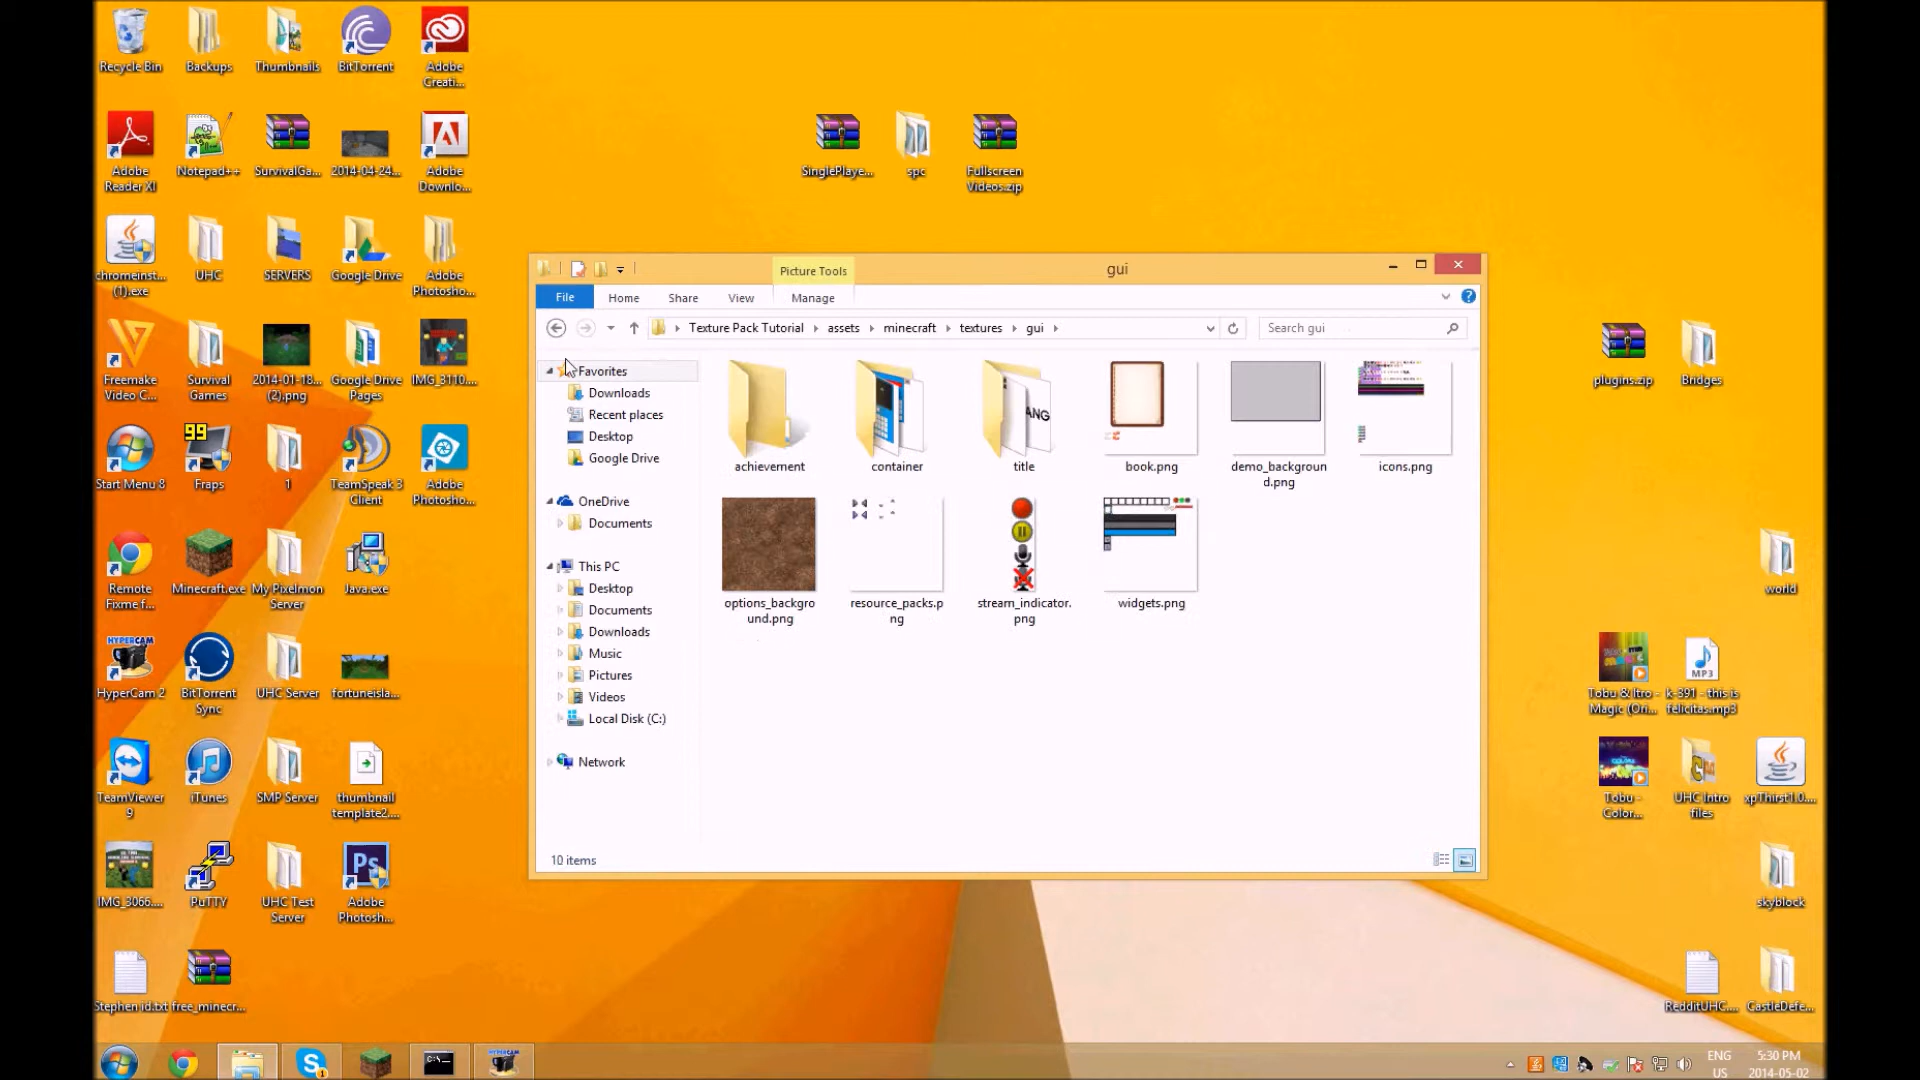 Recycle Bin
Backups
Thumbnails
BitTorrent
Adobe
Creati...
Adobe
Reader XI
Notepad++
SurvivalGa...
2014-04-24...
Adobe
Downlo...
SinglePlaye...
spc
Fullscreen
Videos.zip
chromeinst...
(1).exe
UHC
SERVERS
Google Drive
Adobe
Photosho...
Freemake
Video C...
Survival
Games
2014-01-18...
(2).png
Google Drive
Pages
IMG_3110....
99
Start Menu 8
Fraps
1
TeamSpeak 3
Client
Adobe
Photosho...
Remote
Fixme f...
Minecraft.exe
My Pixelmon
Server
Java.exe
HYPERCAM
HyperCam 2
BitTorrent
Sync
UHC Server
fortuneisla...
TeamViewer
9
iTunes
SMP Server
thumbnail
template2....
IMG_3066....
PuTTY
UHC Test
Server
Ps
Adobe
Photosh...
Stephen id.txt
free_minecr...
Picture Tools
gui
File
Home
Share
View
Manage
Texture Pack Tutorial
assets
minecraft
textures
gui
Search gui
Favorites
Downloads
Recent places
Desktop
Google Drive
OneDrive
Documents
This PC
Desktop
Documents
Downloads
Music
Pictures
Videos
Local Disk (C:)
Network
achievement
container
ANG
title
book.png
demo_backgroun
d.png
icons.png
options_backgro
und.png
resource_packs.p
ng
stream_indicator.
png
widgets.png
10 items
plugins.zip
Bridges
world
Tobu & Itro -
Magic (Ori...
MP3
k-391 - this is
felicitas.mp3
Tobu -
Color...
UHC Intro
files
xpThirst1.0....
skyblock
RedditUHC....
CastleDefe...
ENG
US
5:30 PM
2014-05-02